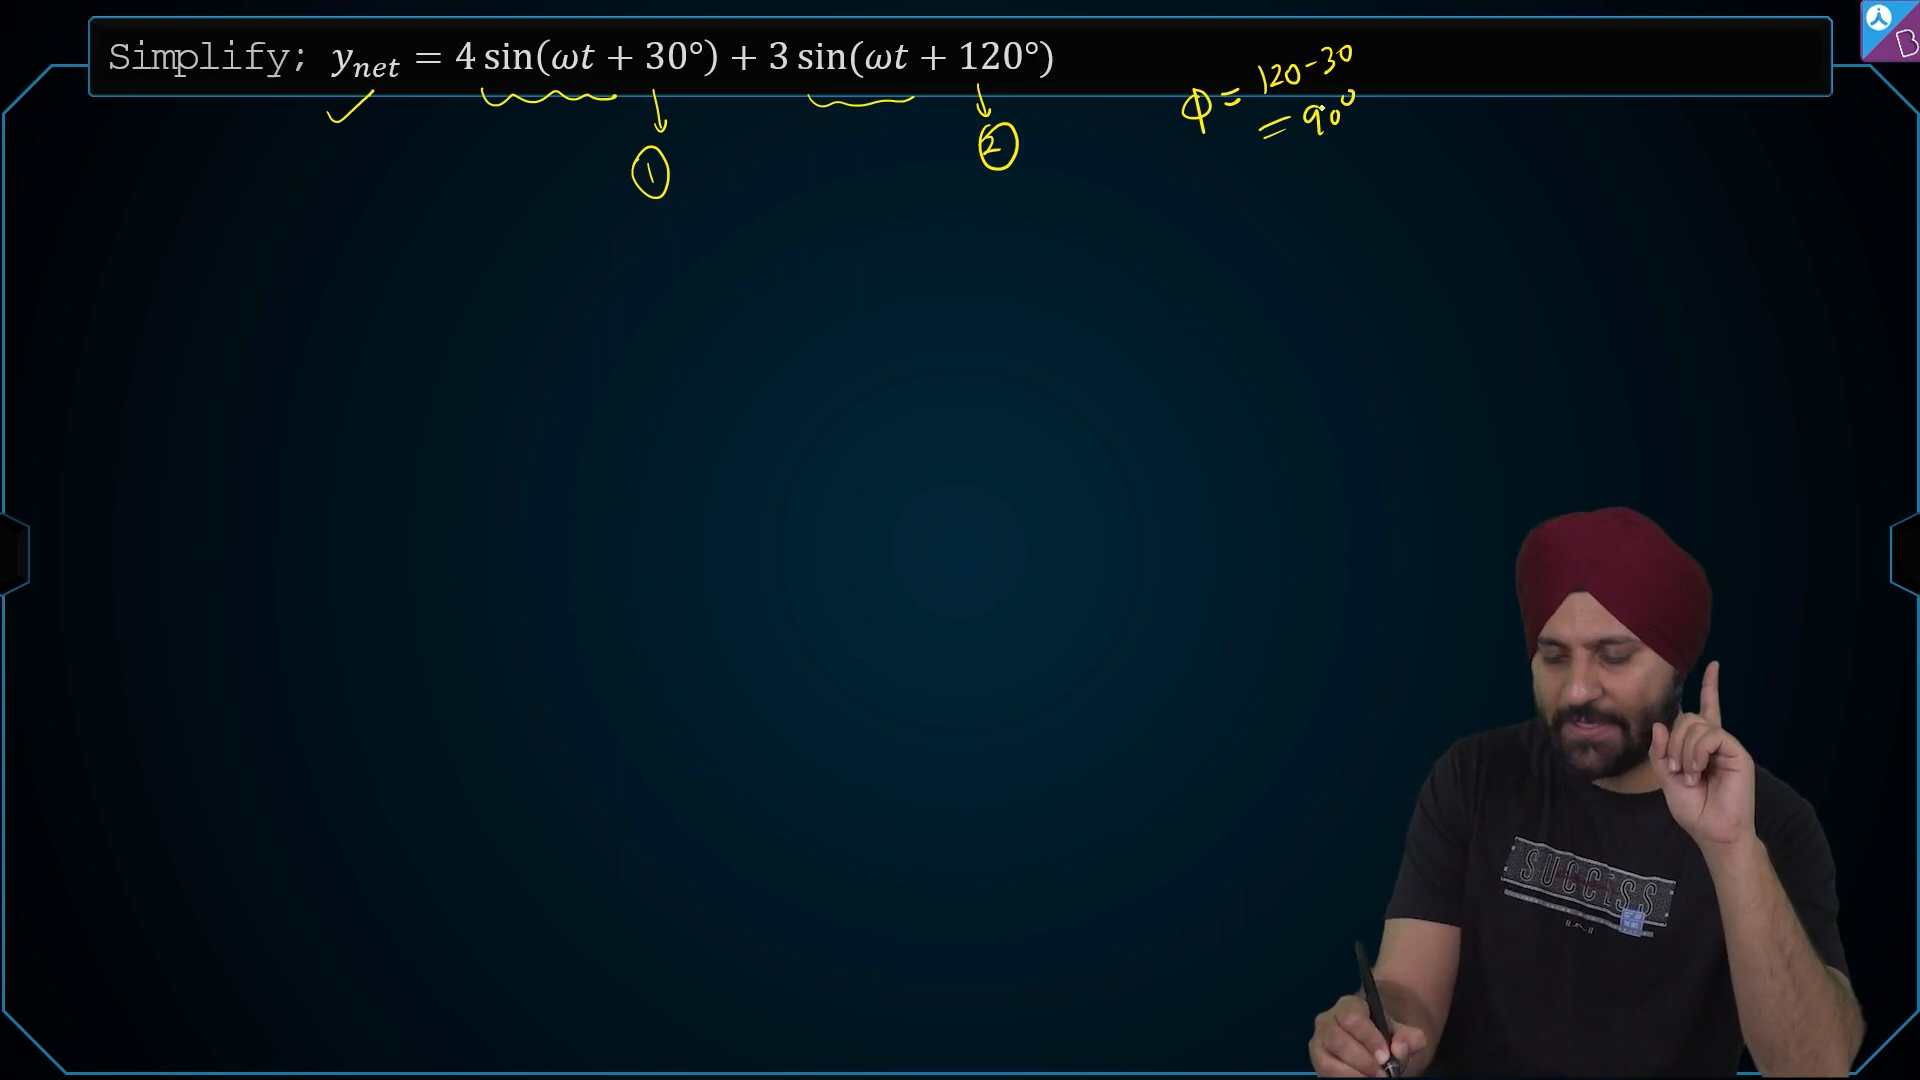 Simplify; y_net = 4 sin(ωt + 30°) + 3 sin(ωt + 120°)
ϕ = 120-30
= 90°
1
2
B
SUCCESS